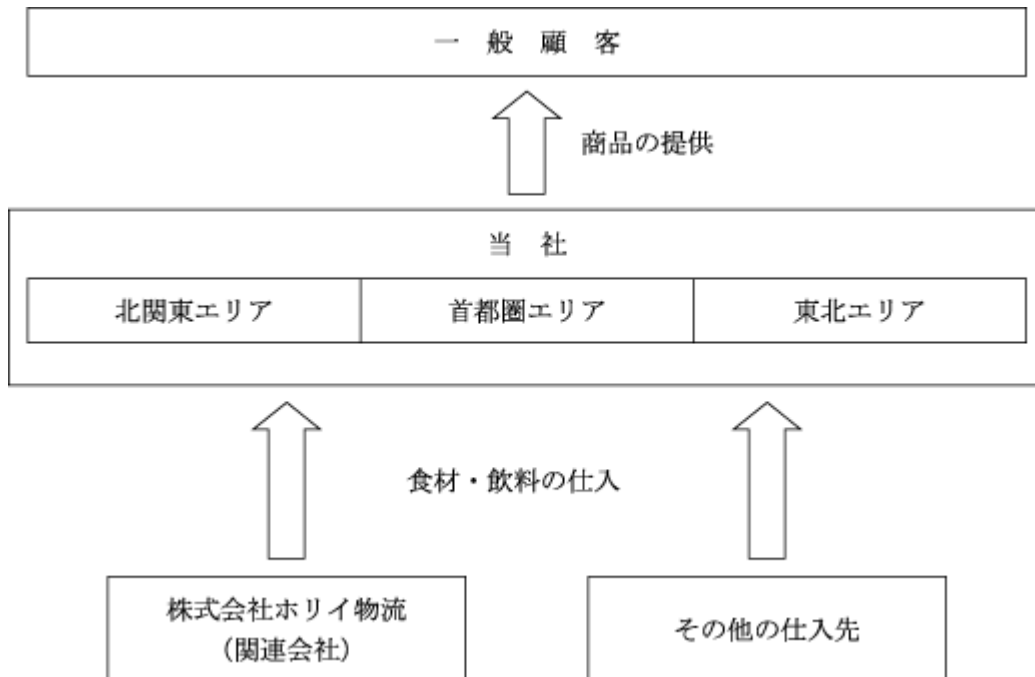 一般顧客
商品の提供
当社
北関東エリア
首都圏エリア
東北エリア
食材・飲料の仕入
株式会社ホリイ物流
（関連会社）
その他の仕入先